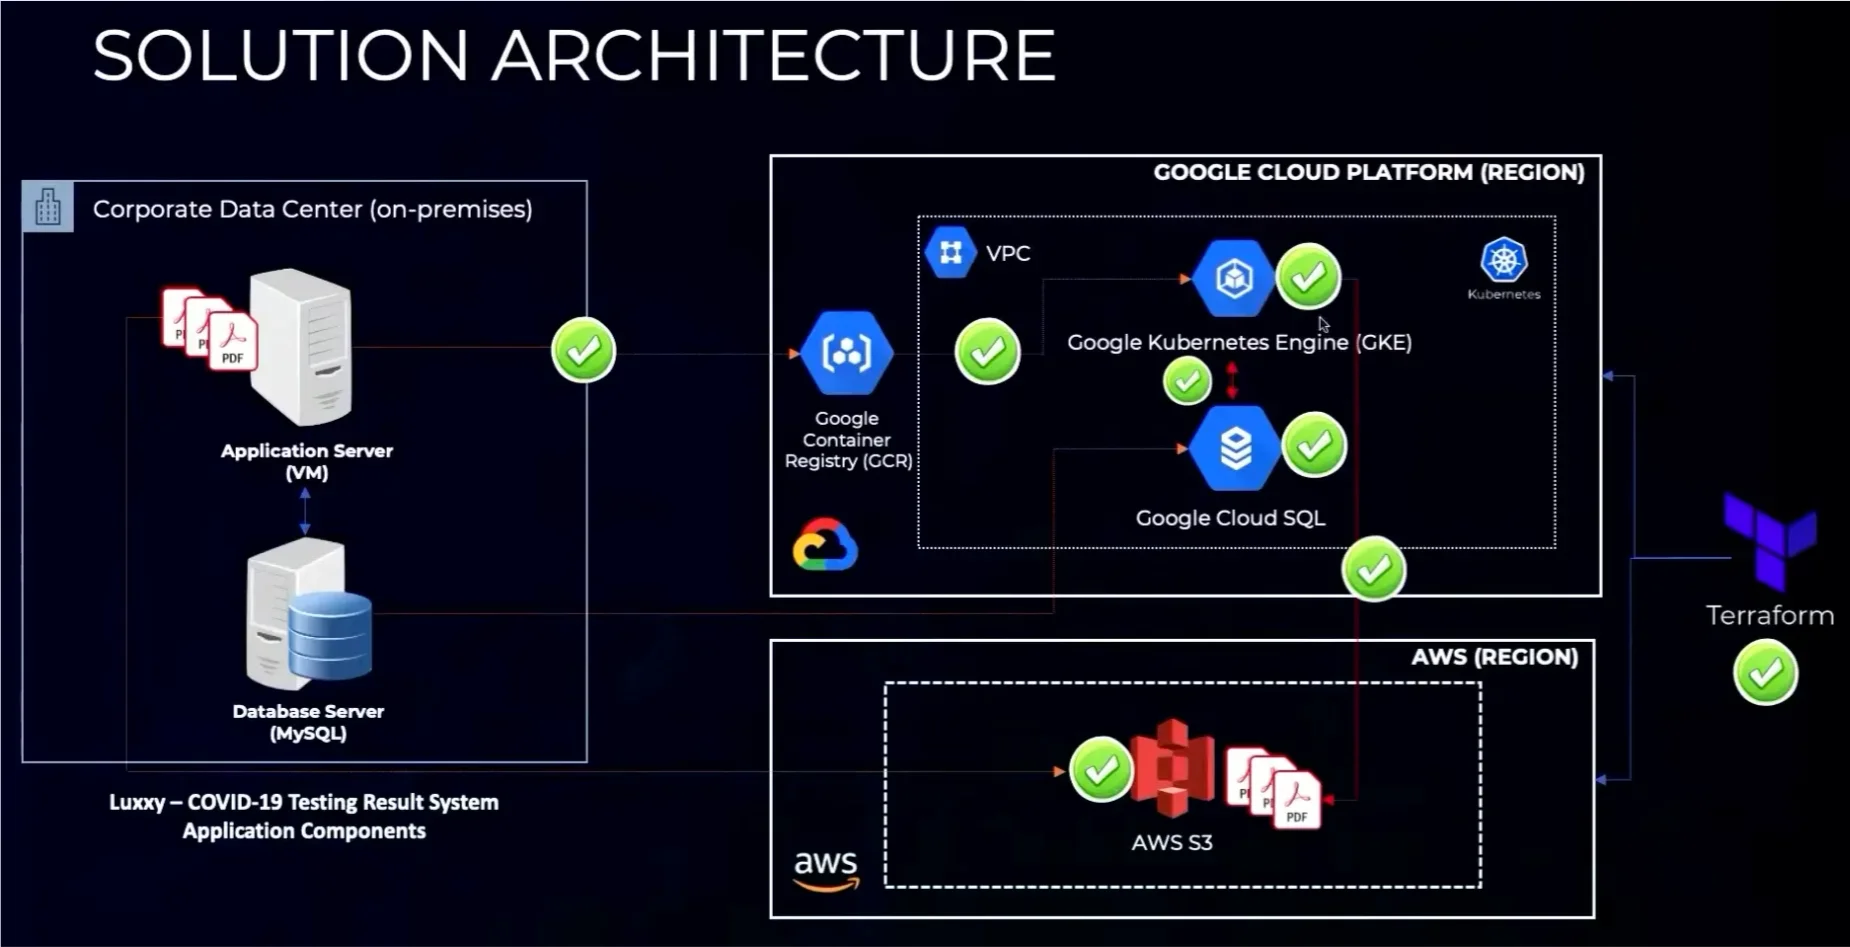 SOLUTION ARCHITECTURE
Corporate Data Center (on-premises)
PDF
Application Server
(VM)
Database Server
(MySQL)
Luxxy – COVID-19 Testing Result System
Application Components
GOOGLE CLOUD PLATFORM (REGION)
VPC
Kubernetes
Google Kubernetes Engine (GKE)
Google
Container
Registry (GCR)
Google Cloud SQL
AWS (REGION)
PDF
AWS S3
aws
Terraform